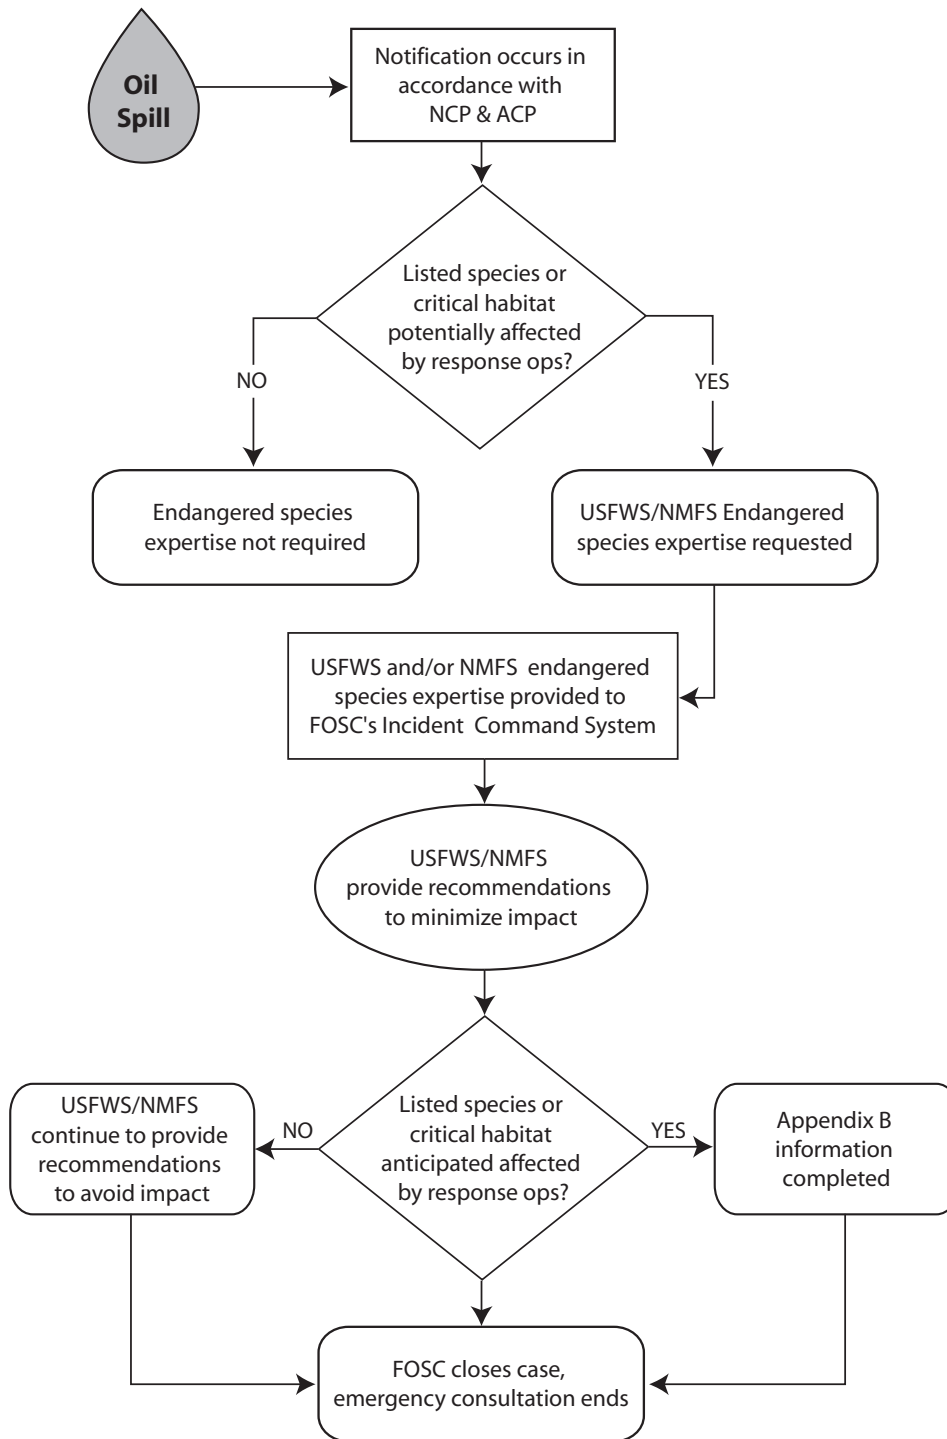 Oil
Spill
Notification occurs in
accordance with
NCP & ACP
Listed species or
critical habitat
potentially affected
by response ops?
NO
YES
Endangered species
expertise not required
USFWS/NMFS Endangered
species expertise requested
USFWS and/or NMFS endangered
species expertise provided to
FOSC's Incident Command System
USFWS/NMFS
provide recommendations
to minimize impact
USFWS/NMFS
continue to provide
recommendations
to avoid impact
NO
Listed species or
critical habitat
anticipated affected
by response ops?
YES
Appendix B
information
completed
FOSC closes case,
emergency consultation ends